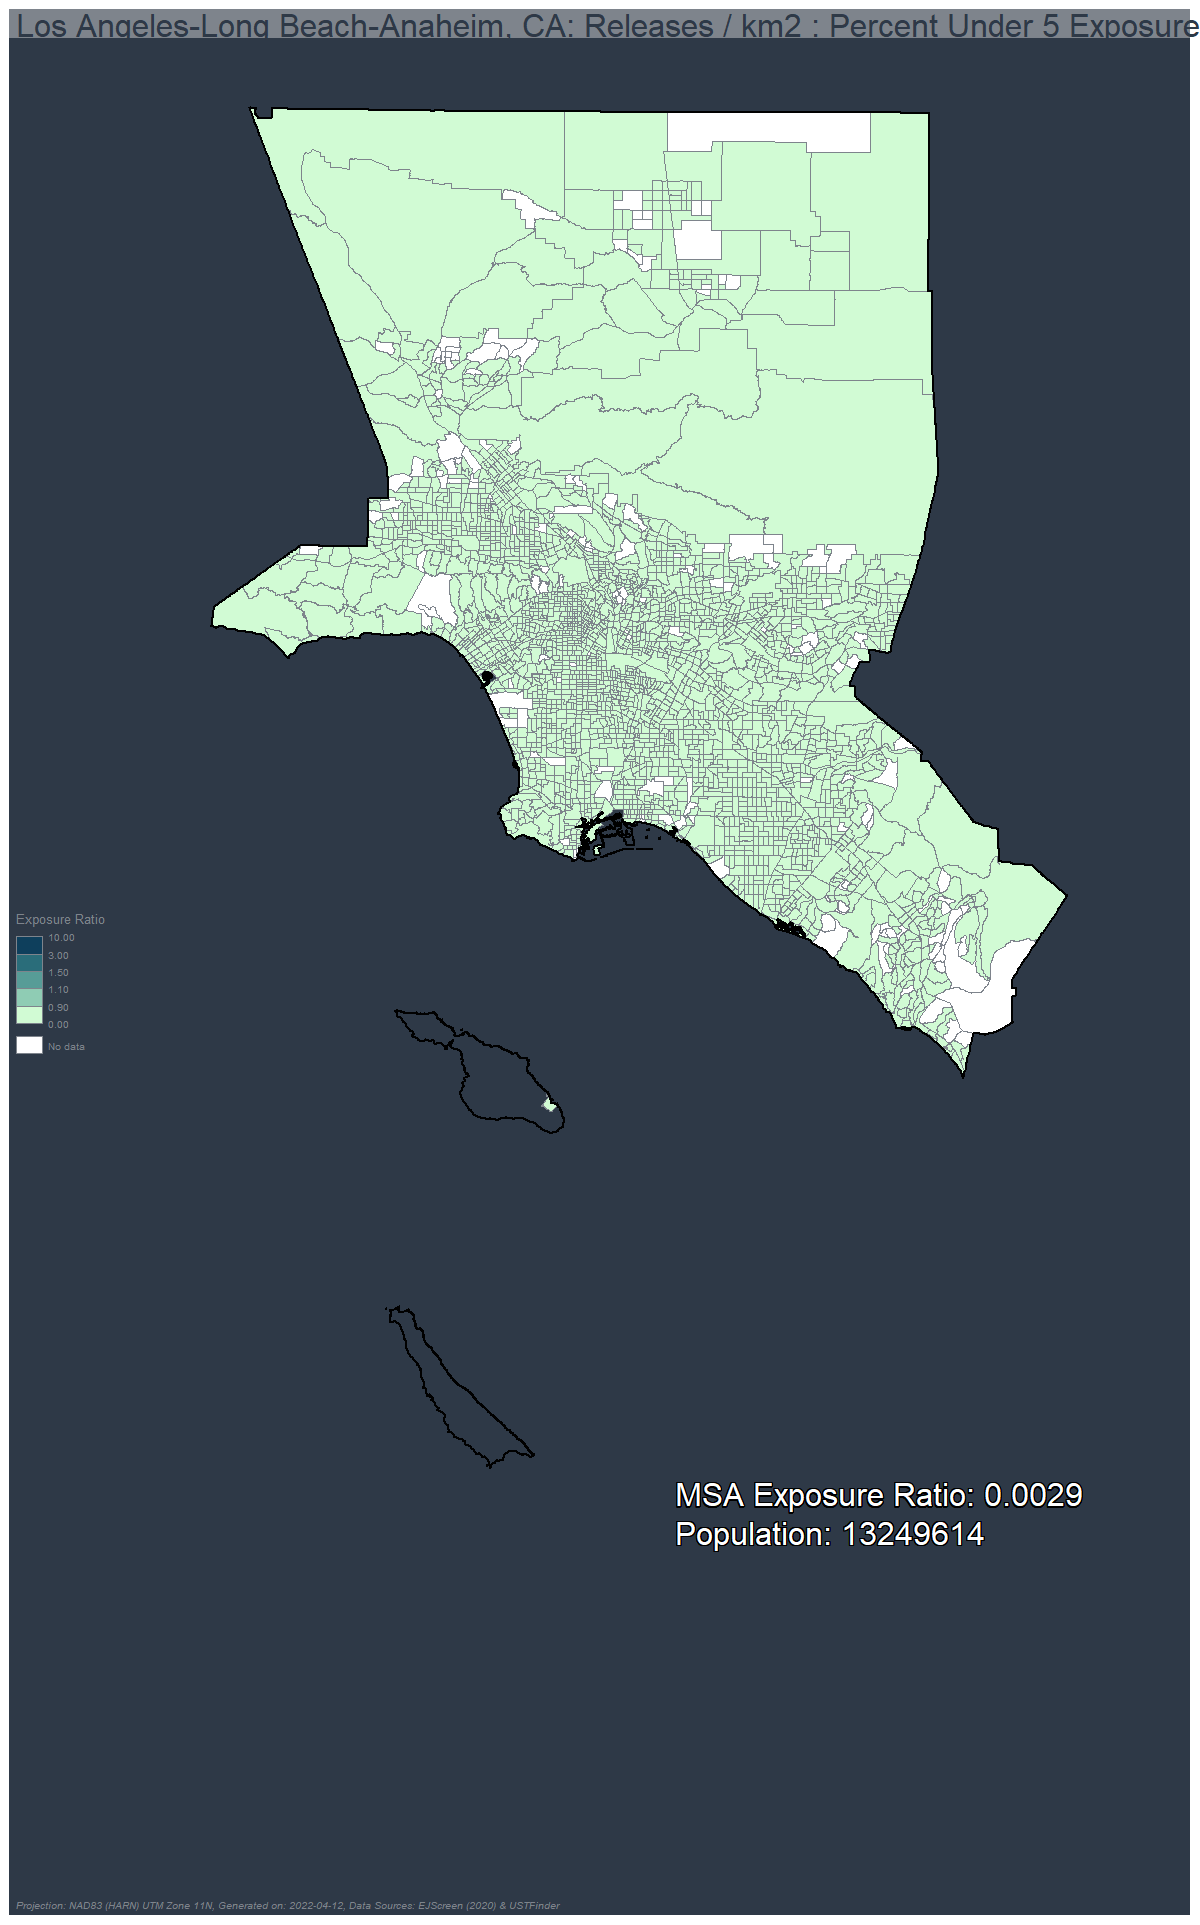 Los Angeles-Long Beach-Anaheim, CA: Releases / km2 : Percent Under 5 Exposure
Exposure Ratio
10.00
3.00
1.50
1.10
0.90
0.00
No data
MSA Exposure Ratio: 0.0029
Population: 13249614
Projection: NAD83 (HARN) UTM Zone 11N, Generated on: 2022-04-12, Data Sources: EJScreen (2020) & USTFinder